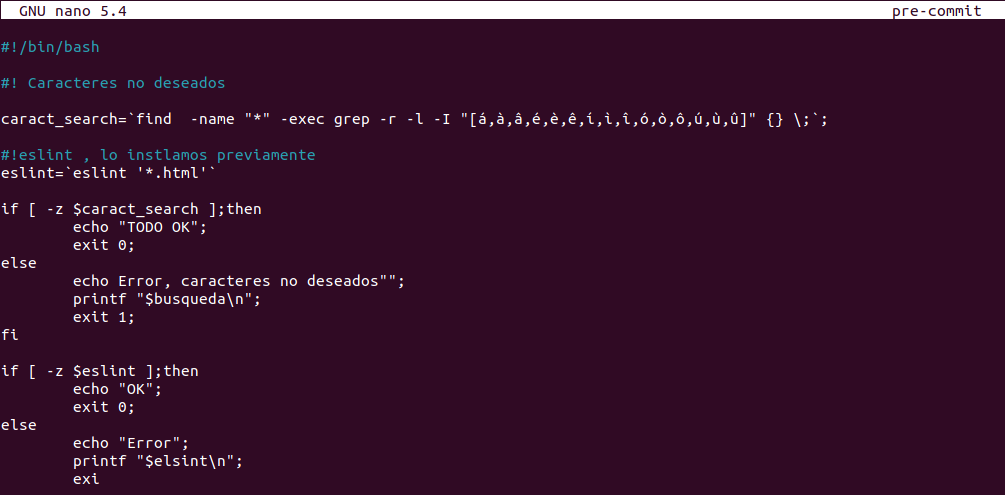 GNU nano 5.4 pre-commit
#!/bin/bash
#! Caracteres no deseados
caract_search=`find  -name "*" -exec grep -r -l -I "[á,à,â,é,è,ê,í,ì,î,ó,ò,ô,ú,ù,û]" {} \;`;
#!eslint , lo instlamos previamente
eslint=`eslint '*.html'`
if [ -z $caract_search ];then
        echo "TODO OK";
        exit 0;
else
        echo Error, caracteres no deseados"";
        printf "$busqueda\n";
        exit 1;
fi
if [ -z $eslint ];then
        echo "OK";
        exit 0;
else
        echo "Error";
        printf "$elsint\n";
        exi